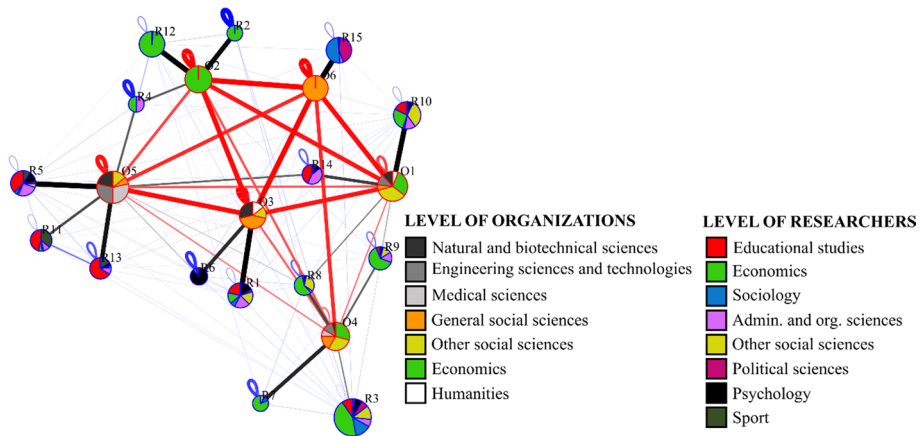 R12
R2
R15
O2
O6
R4
R10
R5
O5
R14
O1
O3
R11
R13
R6
R1
R8
R9
O4
R7
R3
LEVEL OF ORGANIZATIONS
Natural and biotechnical sciences
Engineering sciences and technologies
Medical sciences
General social sciences
Other social sciences
Economics
Humanities
LEVEL OF RESEARCHERS
Educational studies
Economics
Sociology
Admin. and org. sciences
Other social sciences
Political sciences
Psychology
Sport